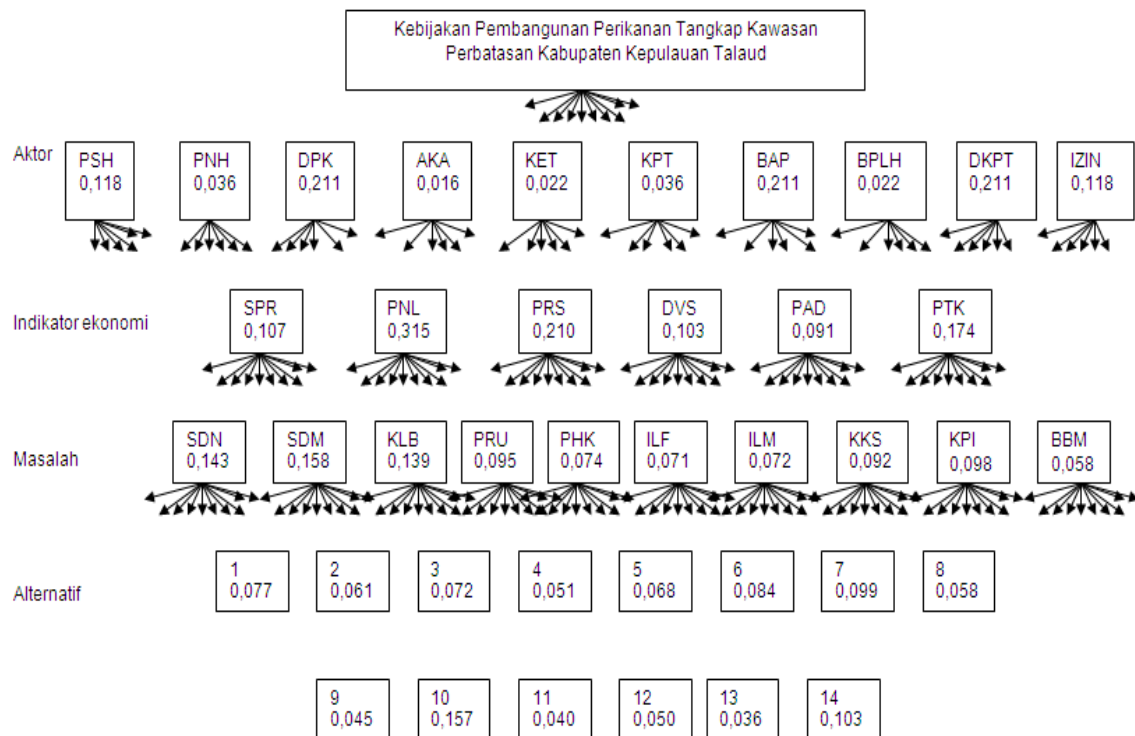 Kebijakan Pembangunan Perikanan Tangkap Kawasan
Perbatasan Kabupaten Kepulauan Talaud
Aktor
PSH
0,118
PNH
0,036
DPK
0,211
AKA
0,016
KET
0,022
KPT
0,036
BAP
0,211
BPLH
0,022
DKPT
0,211
IZIN
0,118
Indikator ekonomi
SPR
0,107
PNL
0,315
PRS
0,210
DVS
0,103
PAD
0,091
PTK
0,174
Masalah
SDN
0,143
SDM
0,158
KLB
0,139
PRU
0,095
PHK
0,074
ILF
0,071
ILM
0,072
KKS
0,092
KPI
0,098
BBM
0,058
Alternatif
1
0,077
2
0,061
3
0,072
4
0,051
5
0,068
6
0,084
7
0,099
8
0,058
9
0,045
10
0,157
11
0,040
12
0,050
13
0,036
14
0,103